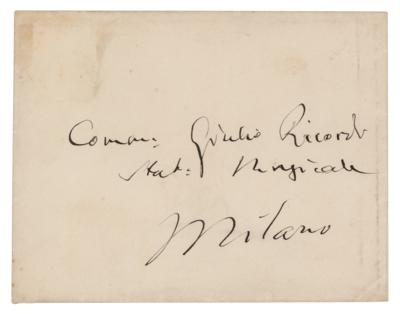 Comm: Giulio Ricordi
Stab: Musicale
Milano